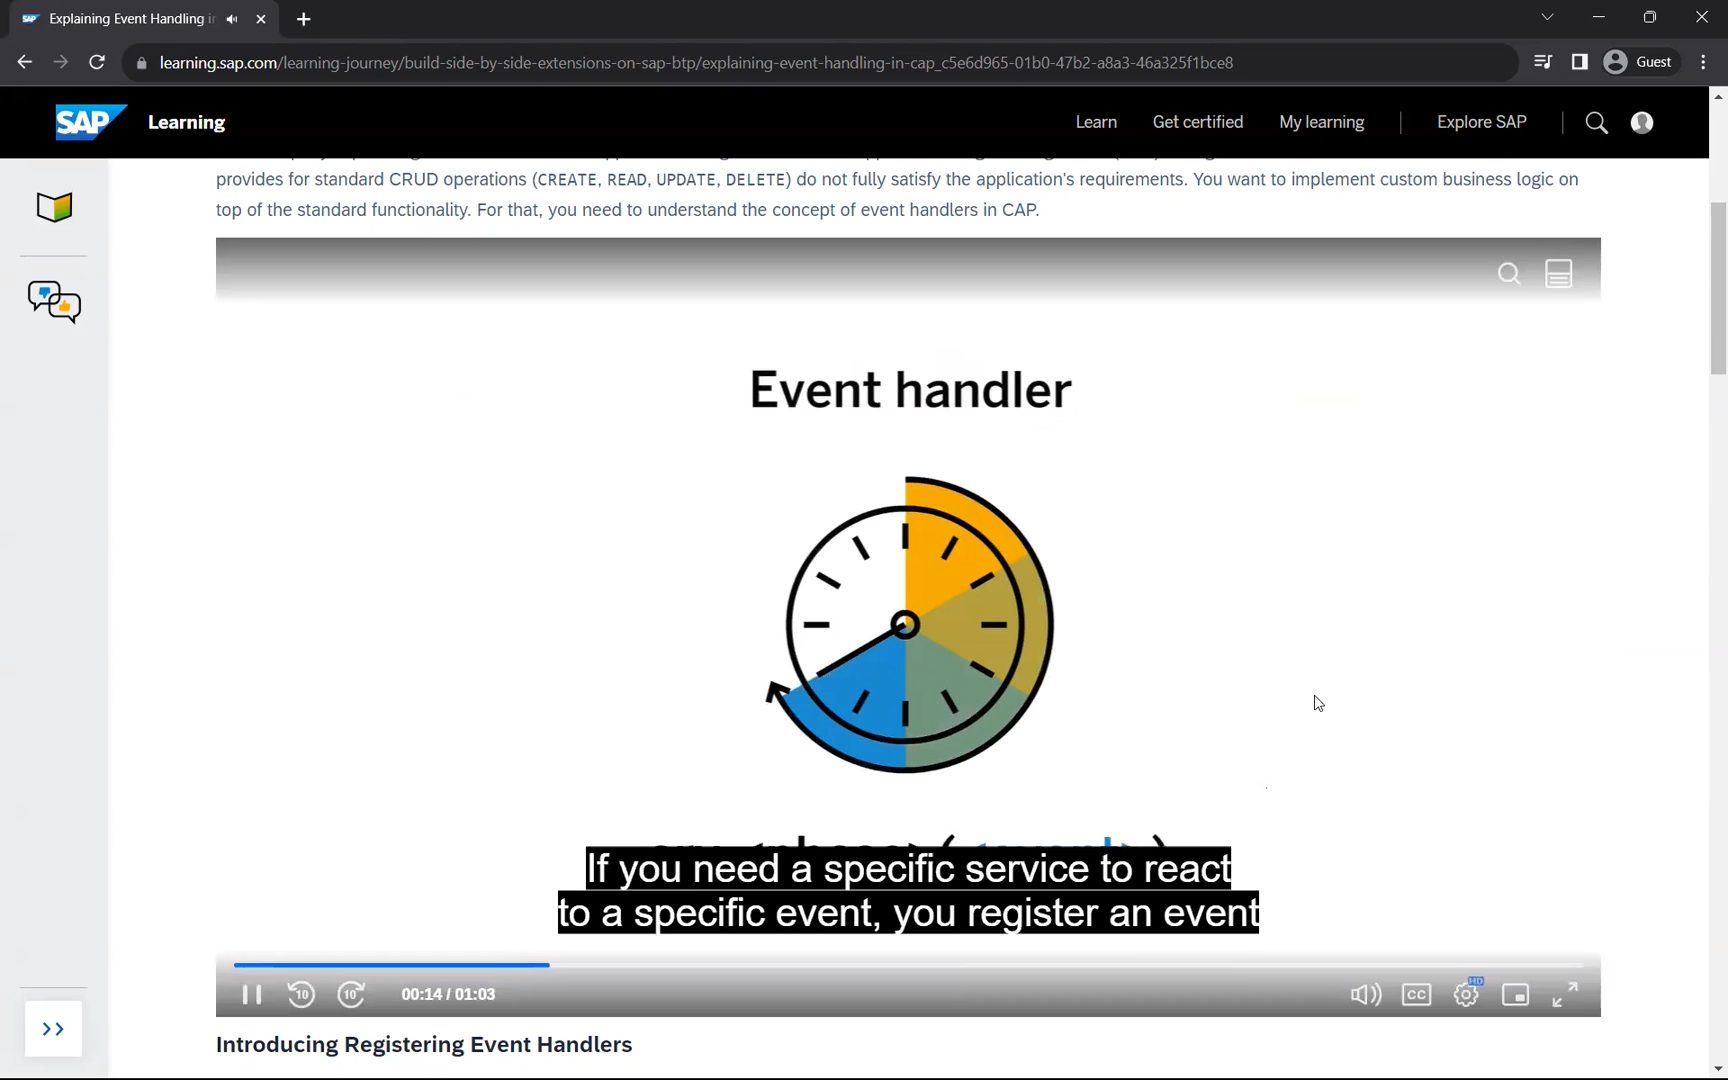 Explaining Event Handling in
learning.sap.com/learning-journey/build-side-by-side-extensions-on-sap-btp/explaining-event-handling-in-cap_c5e6d965-01b0-47b2-a8a3-46a325f1bce8
Guest
SAP Learning
Learn Get certified My learning Explore SAP
provides for standard CRUD operations (CREATE, READ, UPDATE, DELETE) do not fully satisfy the application's requirements. You want to implement custom business logic on
top of the standard functionality. For that, you need to understand the concept of event handlers in CAP.
Event handler
If you need a specific service to react
to a specific event, you register an event
10 10 00:14 / 01:03 CC HD
Introducing Registering Event Handlers